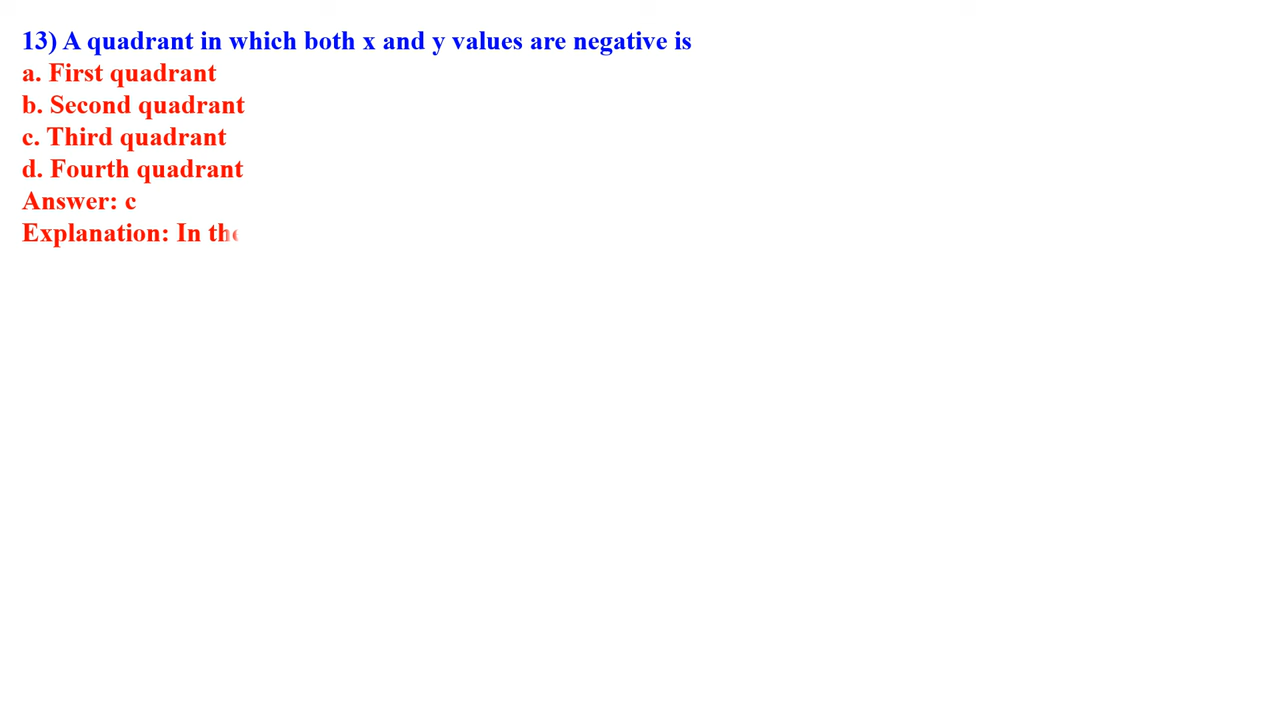 13) A quadrant in which both x and y values are negative is
a. First quadrant
b. Second quadrant
c. Third quadrant
d. Fourth quadrant
Answer: c
Explanation: In the